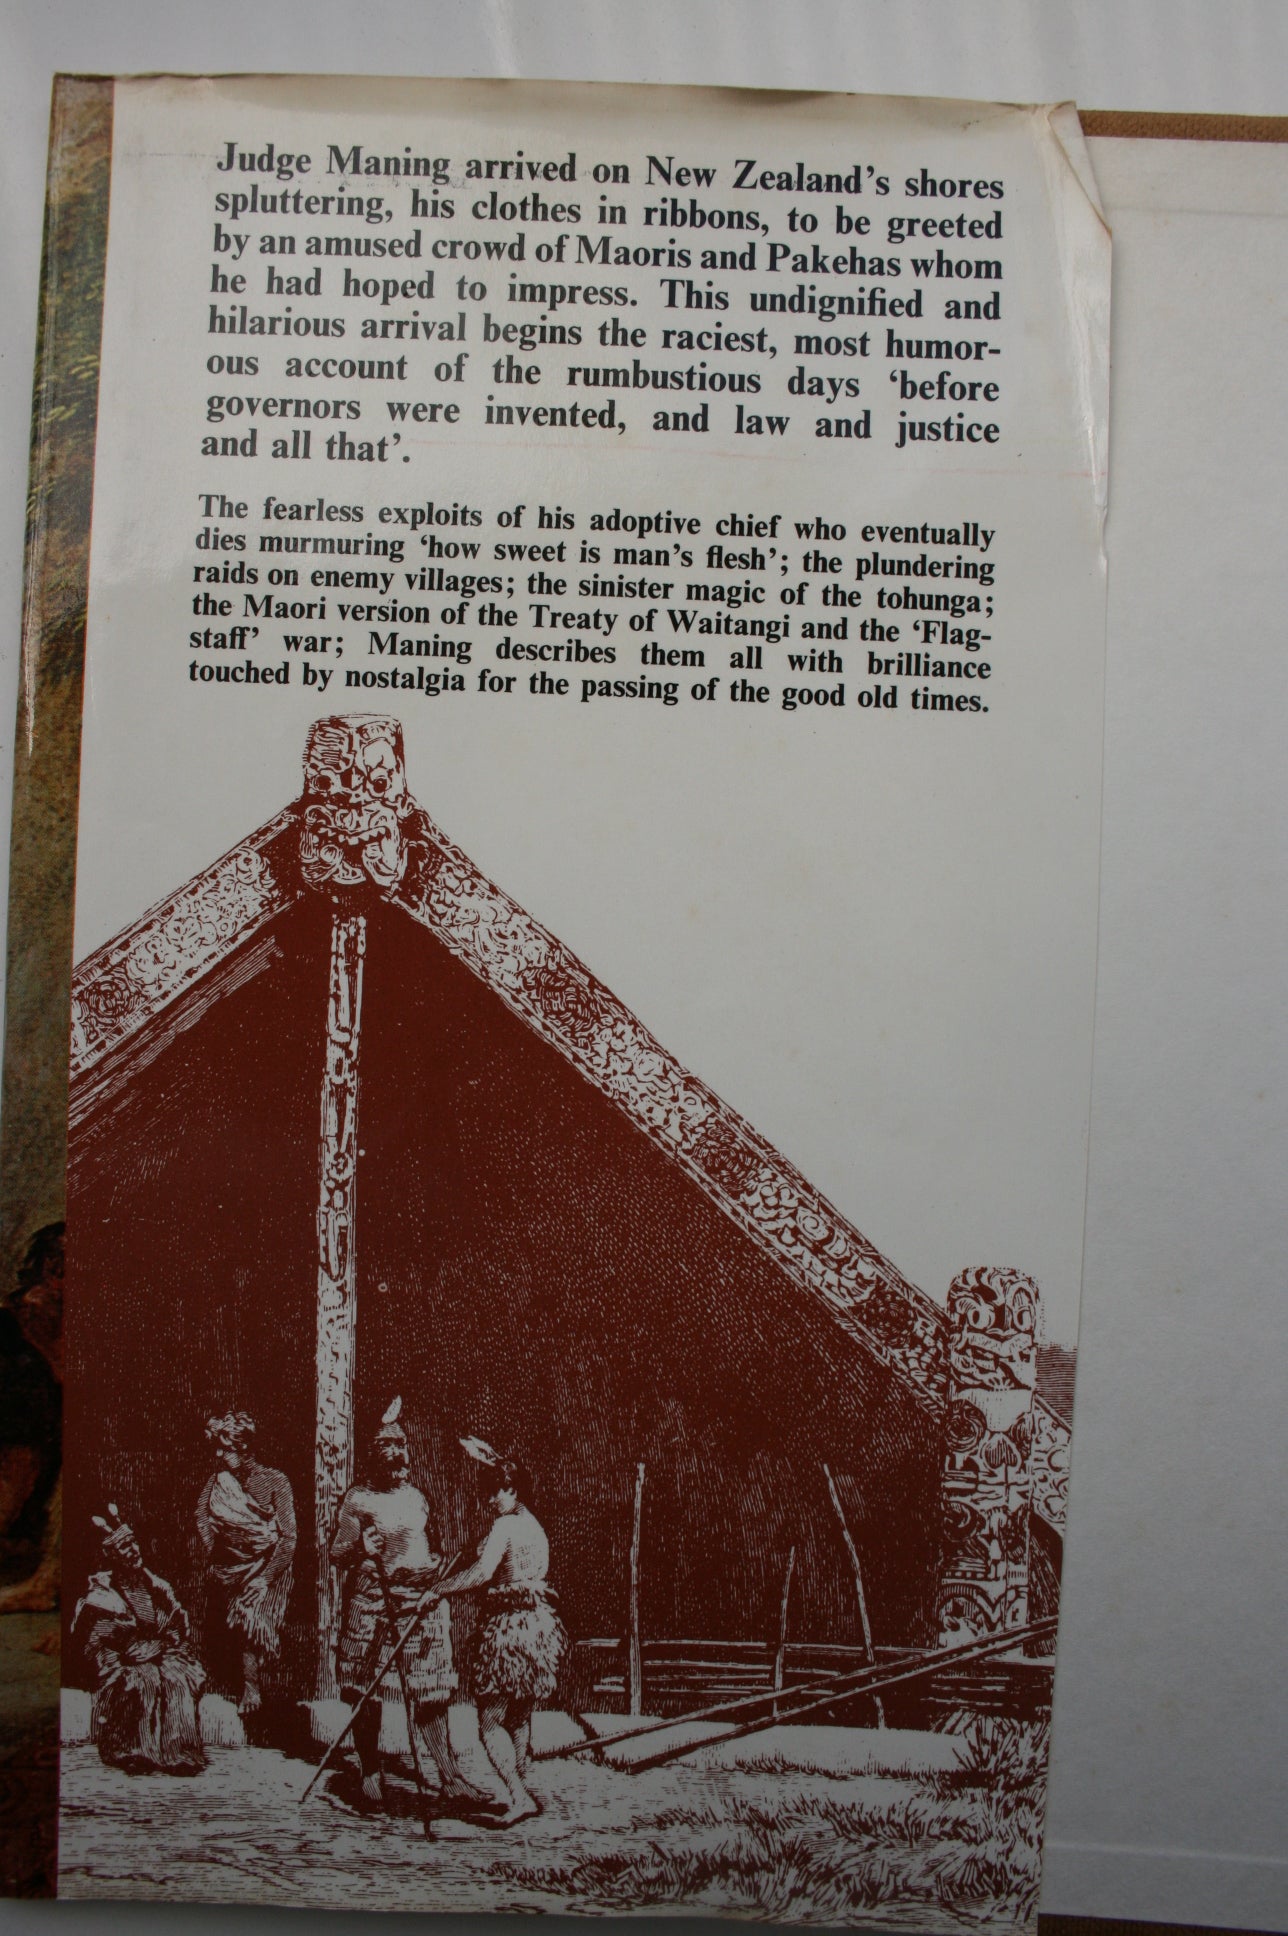 Judge Maning arrived on New Zealand's shores
spluttering, his clothes in ribbons, to be greeted
by an amused crowd of Maoris and Pakehas whom
he had hoped to impress. This undignified and
hilarious arrival begins the raciest, most humor-
ous account of the rumbustious days ‘before
governors were invented, and law and justice
and all that’.
The fearless exploits of his adoptive chief who eventually
dies murmuring ‘how sweet is man's flesh’; the plundering
raids on enemy villages; the sinister magic of the tohunga;
the Maori version of the Treaty of Waitangi and the ‘Flag-
staff’ war; Maning describes them all with brilliance
touched by nostalgia for the passing of the good old times.